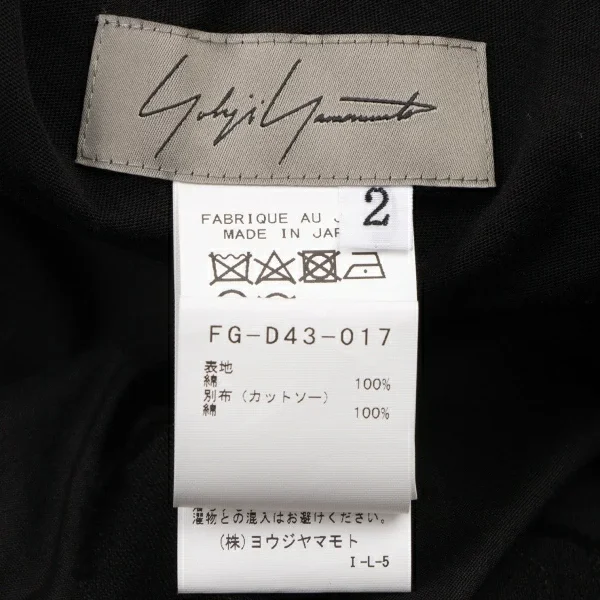 Yohji Yamamoto
2
FABRIQUE AU J
MADE IN JAP
FG-D43-017
表地
綿 100%
別布(カットソー)
綿 100%
濯物との混入はお避けください。
(株)ヨウジヤマモト
I-L-5